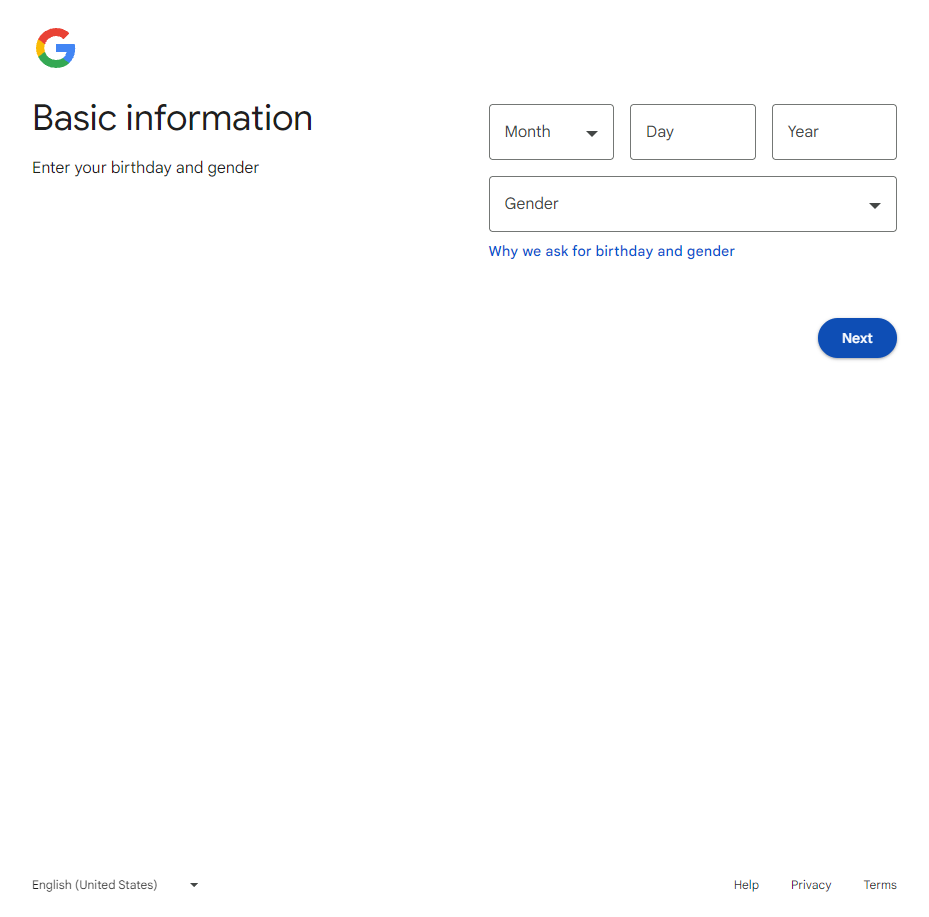 Basic information
Enter your birthday and gender
Month Day Year
Gender
Why we ask for birthday and gender
Next
English (United States) Help Privacy Terms